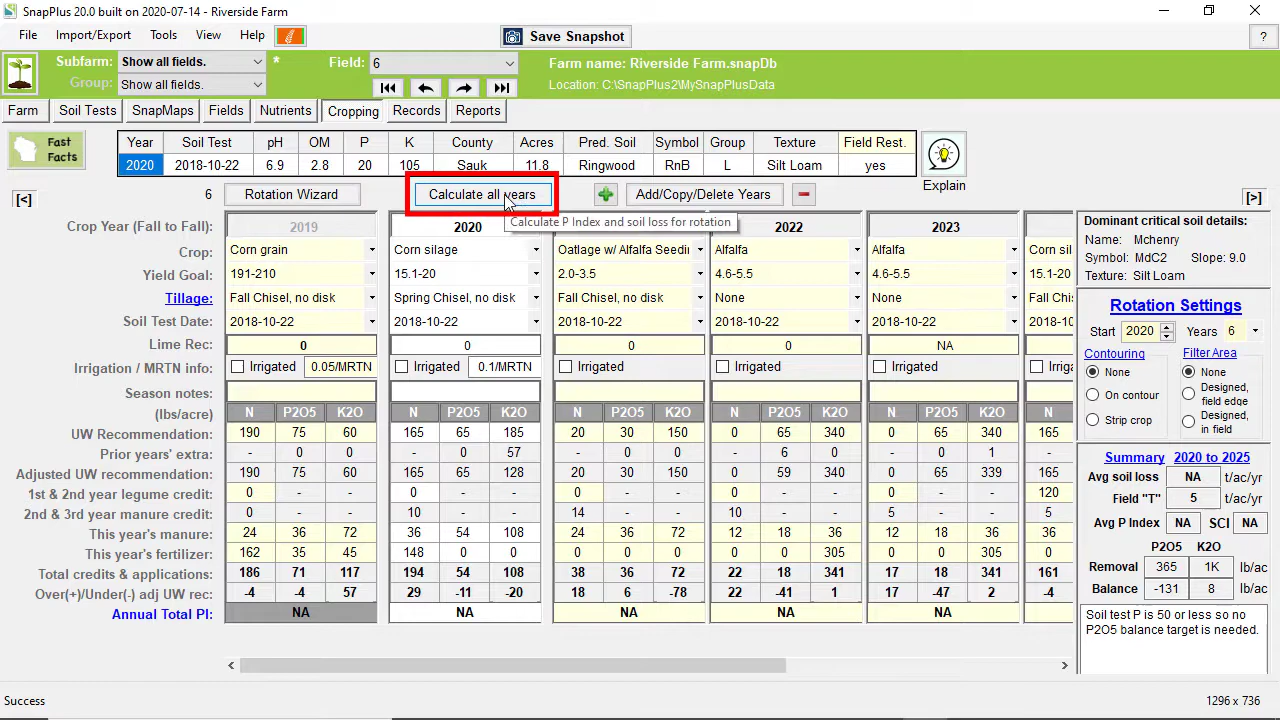 SnapPlus 20.0 built on 2020-07-14 - Riverside Farm
File Import/Export Tools View Help Save Snapshot ?
Subfarm: Show all fields. * Field: 6 Farm name: Riverside Farm.snapDb
Group: Show all fields. Location: C:\SnapPlus2\MySnapPlusData
Farm Soil Tests SnapMaps Fields Nutrients Cropping Records Reports
Fast Facts
Year Soil Test pH OM P K County Acres Pred. Soil Symbol Group Texture Field Rest.
2020 2018-10-22 6.9 2.8 20 105 Sauk 11.8 Ringwood RnB L Silt Loam yes
Explain
[<] 6 Rotation Wizard Calculate all years Add/Copy/Delete Years [>]
Calculate P Index and soil loss for rotation
Crop Year (Fall to Fall): 2019 2020 2022 2023
Crop: Corn grain Corn silage Oatlage w/ Alfalfa Seedin Alfalfa Alfalfa Corn sil
Yield Goal: 191-210 15.1-20 2.0-3.5 4.6-5.5 4.6-5.5 15.1-20
Tillage: Fall Chisel, no disk Spring Chisel, no disk Fall Chisel, no disk None None Fall Chis
Soil Test Date: 2018-10-22 2018-10-22 2018-10-22 2018-10-22 2018-10-22 2018-10
Lime Rec: 0 0 0 0 NA
Irrigation / MRTN info: Irrigated 0.05/MRTN Irrigated 0.1/MRTN Irrigated Irrigated Irrigated Irriga
Season notes:
(lbs/acre) N P2O5 K2O N P2O5 K2O N P2O5 K2O N P2O5 K2O N P2O5 K2O N
UW Recommendation: 190 75 60 165 65 185 20 30 150 0 65 340 0 65 340 165
Prior years' extra: - 0 0 - 0 57 - 0 0 - 6 0 - 0 1 -
Adjusted UW recommendation: 190 75 60 165 65 128 20 30 150 0 59 340 0 65 339 165
1st & 2nd year legume credit: 0 - - 0 - - 0 - - 0 - - 0 - - 120
2nd & 3rd year manure credit: 0 - - 10 - - 14 - - 10 - - 5 - - 5
This year's manure: 24 36 72 36 54 108 24 36 72 12 18 36 12 18 36 36
This year's fertilizer: 162 35 45 148 0 0 0 0 0 0 0 305 0 0 305 0
Total credits & applications: 186 71 117 194 54 108 38 36 72 22 18 341 17 18 341 161
Over(+)/Under(-) adj UW rec: -4 -4 57 29 -11 -20 18 6 -78 22 -41 1 17 -47 2 -4
Annual Total PI: NA NA NA NA NA
Dominant critical soil details:
Name: Mchenry
Symbol: MdC2 Slope: 9.0
Texture: Silt Loam
Rotation Settings
Start 2020 Years 6
Contouring Filter Area
None None
On contour Designed, field edge
Strip crop Designed, in field
Summary 2020 to 2025
Avg soil loss NA t/ac/yr
Field "T" 5 t/ac/yr
Avg P Index NA SCI NA
P2O5 K2O
Removal 365 1K lb/ac
Balance -131 8 lb/ac
Soil test P is 50 or less so no
P2O5 balance target is needed.
Success 1296 x 736